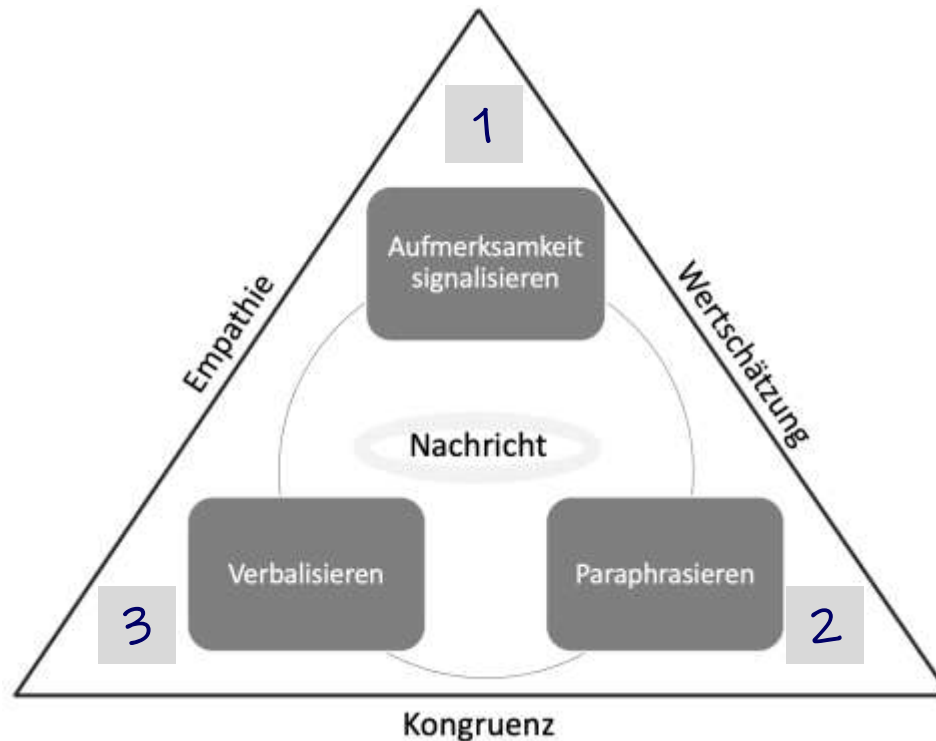 1
Aufmerksamkeit
signalisieren
Empathie
Wertschätzung
Nachricht
Verbalisieren
Paraphrasieren
3
2
Kongruenz